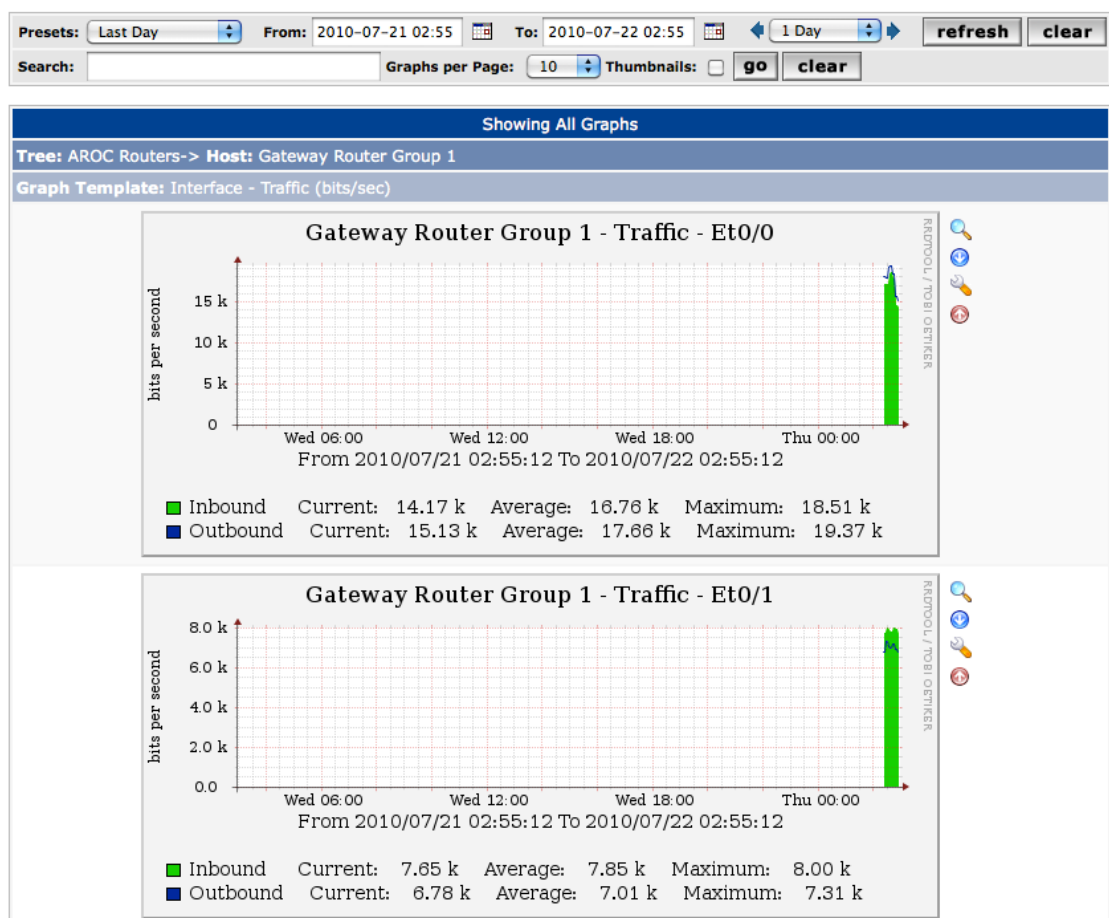 Presets: Last Day From: 2010-07-21 02:55 To: 2010-07-22 02:55 1 Day refresh clear
Search: Graphs per Page: 10 Thumbnails: go clear
Showing All Graphs
Tree: AROC Routers-> Host: Gateway Router Group 1
Graph Template: Interface - Traffic (bits/sec)
Gateway Router Group 1 - Traffic - Et0/0
RRDTOOL / TOBI OETIKER
bits per second
15 k
10 k
5 k
0
Wed 06:00 Wed 12:00 Wed 18:00 Thu 00:00
From 2010/07/21 02:55:12 To 2010/07/22 02:55:12
Inbound Current: 14.17 k Average: 16.76 k Maximum: 18.51 k
Outbound Current: 15.13 k Average: 17.66 k Maximum: 19.37 k
Gateway Router Group 1 - Traffic - Et0/1
RRDTOOL / TOBI OETIKER
bits per second
8.0 k
6.0 k
4.0 k
2.0 k
0.0
Wed 06:00 Wed 12:00 Wed 18:00 Thu 00:00
From 2010/07/21 02:55:12 To 2010/07/22 02:55:12
Inbound Current: 7.65 k Average: 7.85 k Maximum: 8.00 k
Outbound Current: 6.78 k Average: 7.01 k Maximum: 7.31 k